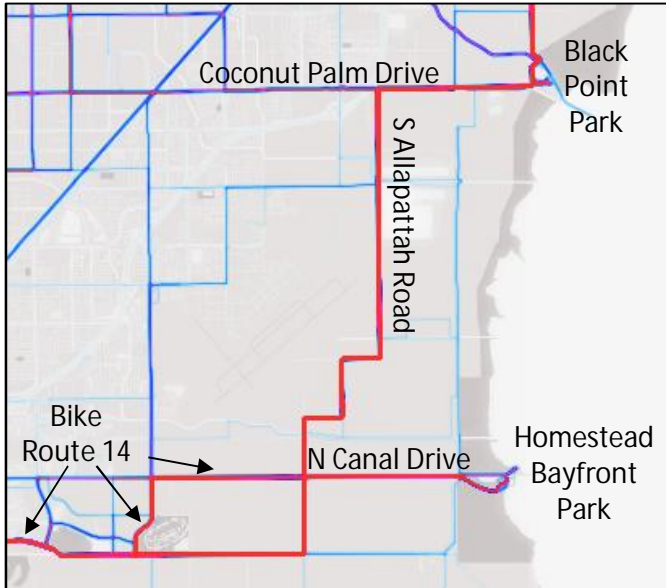 Coconut Palm Drive
Black
Point
Park
S Allapattah Road
Bike
Route 14
N Canal Drive
Homestead
Bayfront
Park